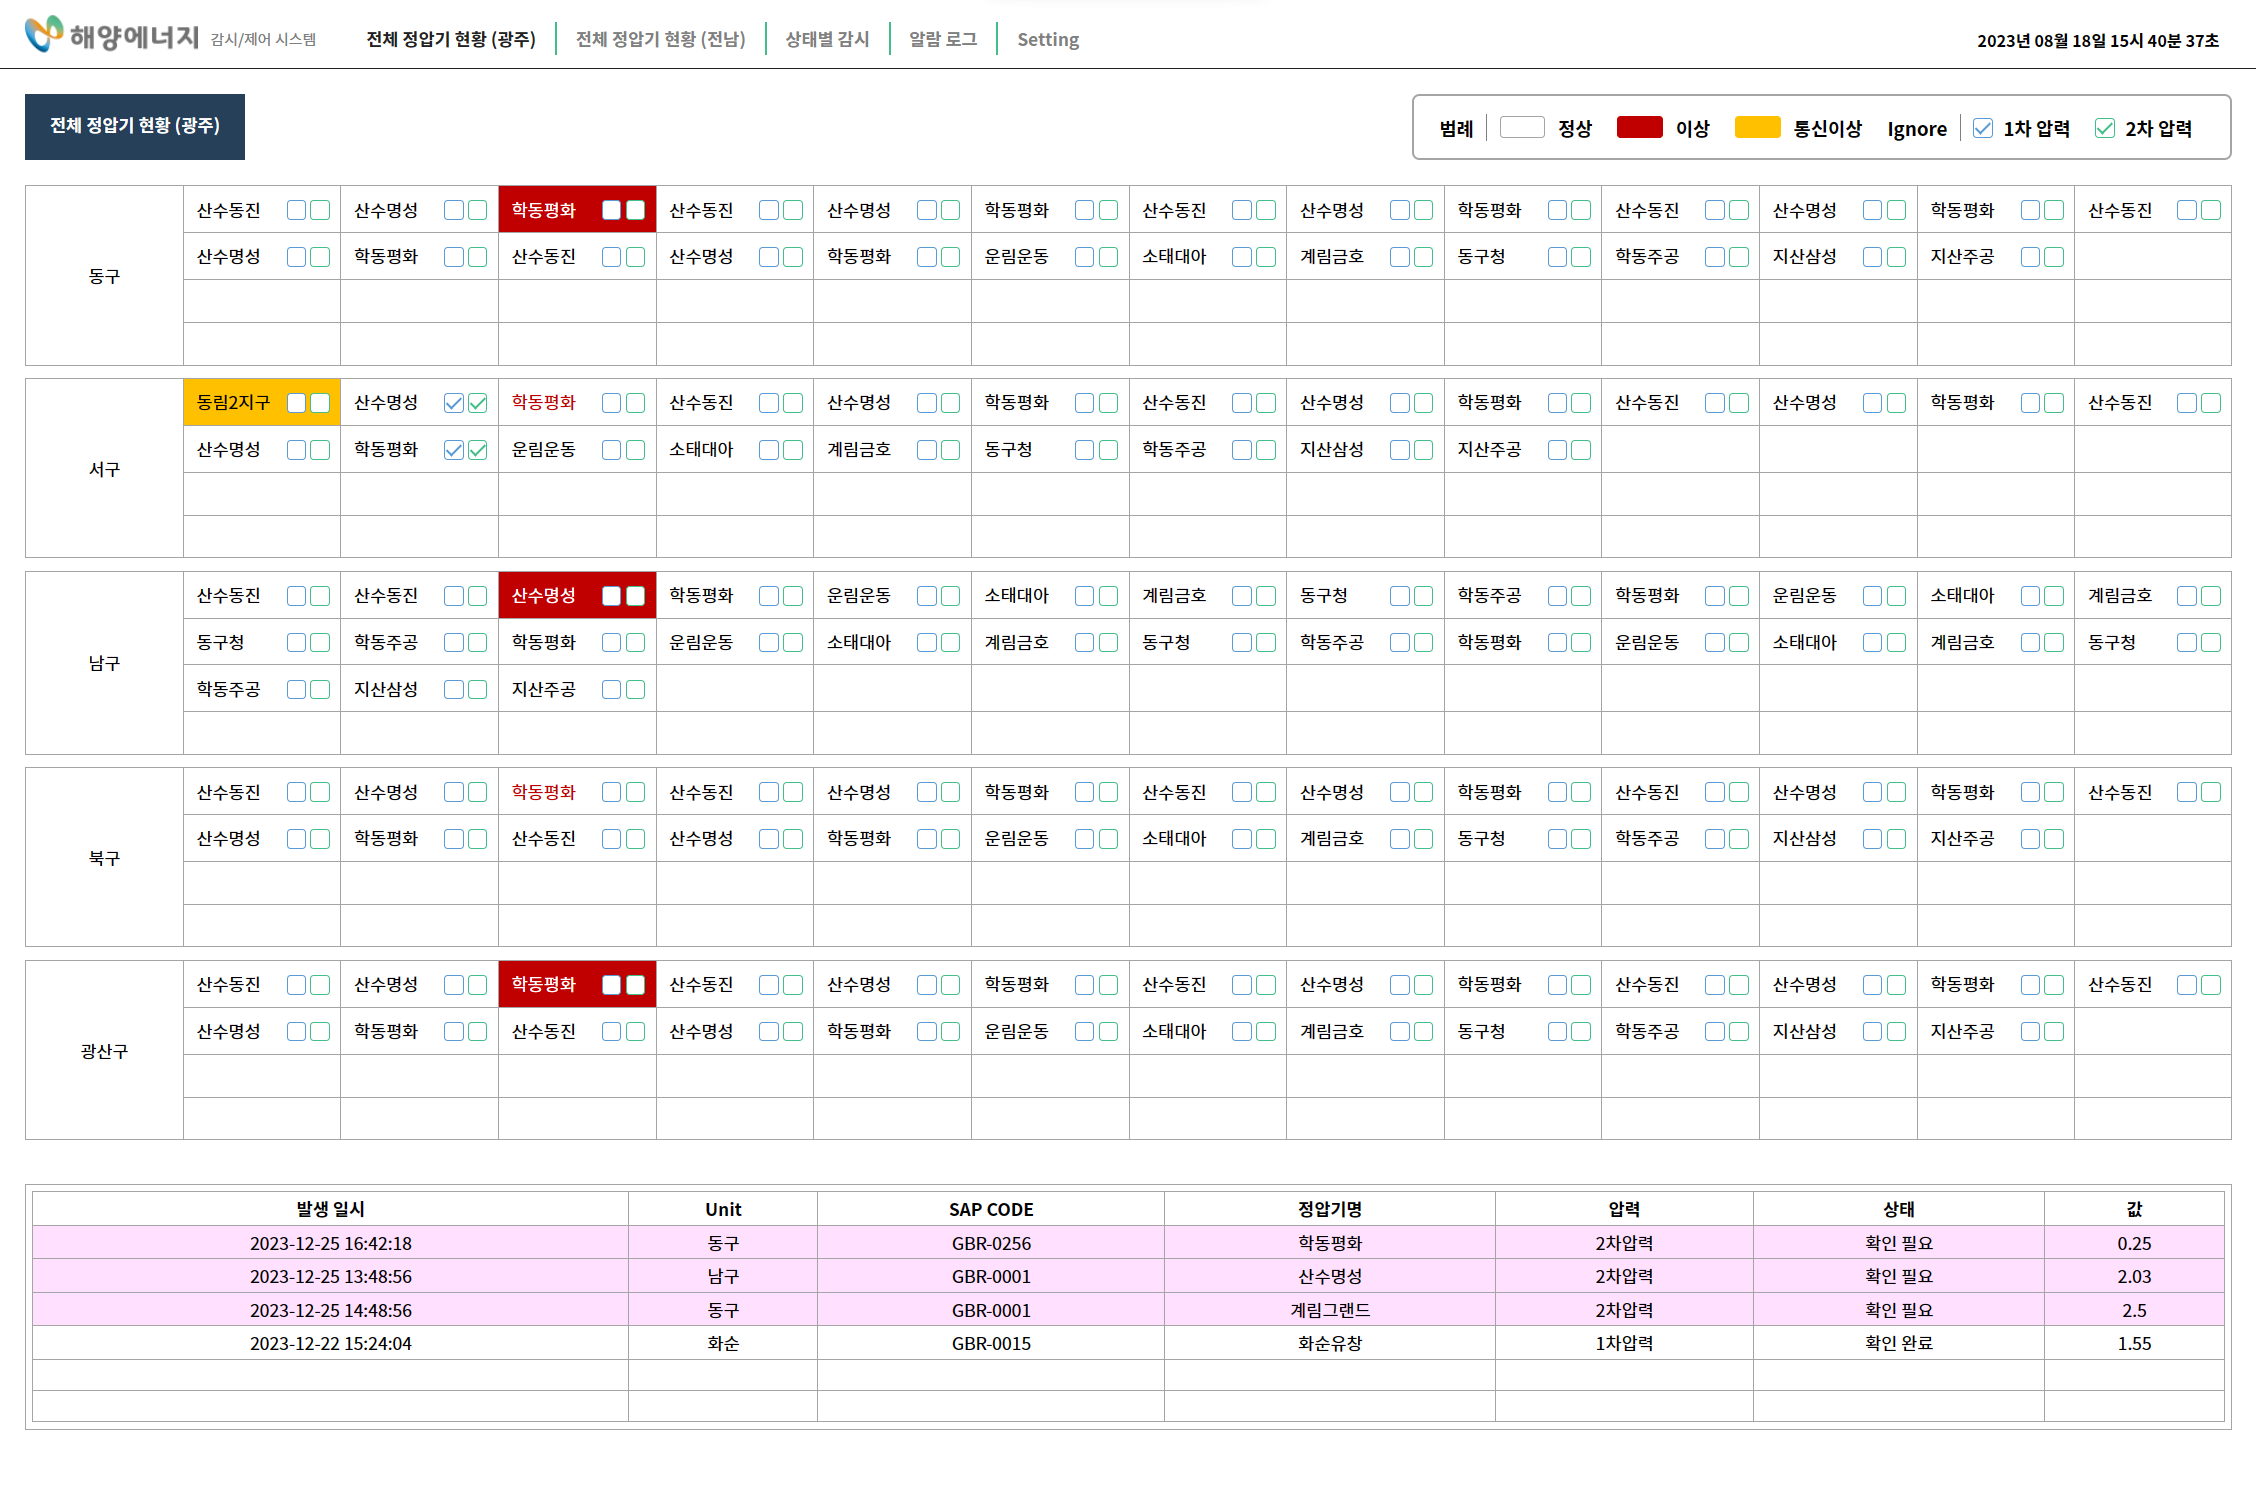 해양에너지 감시/제어 시스템 전체 정압기 현황 (광주) 전체 정압기 현황 (전남) 상태별 감시 알람 로그 Setting 2023년 08월 18일 15시 40분 37초
전체 정압기 현황 (광주) 범례 정상 이상 통신이상 Ignore 1차 압력 2차 압력
산수동진 산수명성 학동평화 산수동진 산수명성 학동평화 산수동진 산수명성 학동평화 산수동진 산수명성 학동평화 산수동진
산수명성 학동평화 산수동진 산수명성 학동평화 운림운동 소태대아 계림금호 동구청 학동주공 지산삼성 지산주공
동구
동림2지구 산수명성 학동평화 산수동진 산수명성 학동평화 산수동진 산수명성 학동평화 산수동진 산수명성 학동평화 산수동진
산수명성 학동평화 운림운동 소태대아 계림금호 동구청 학동주공 지산삼성 지산주공
서구
산수동진 산수동진 산수명성 학동평화 운림운동 소태대아 계림금호 동구청 학동주공 학동평화 운림운동 소태대아 계림금호
동구청 학동주공 학동평화 운림운동 소태대아 계림금호 동구청 학동주공 학동평화 운림운동 소태대아 계림금호 동구청
남구
학동주공 지산삼성 지산주공
산수동진 산수명성 학동평화 산수동진 산수명성 학동평화 산수동진 산수명성 학동평화 산수동진 산수명성 학동평화 산수동진
산수명성 학동평화 산수동진 산수명성 학동평화 운림운동 소태대아 계림금호 동구청 학동주공 지산삼성 지산주공
북구
산수동진 산수명성 학동평화 산수동진 산수명성 학동평화 산수동진 산수명성 학동평화 산수동진 산수명성 학동평화 산수동진
산수명성 학동평화 산수동진 산수명성 학동평화 운림운동 소태대아 계림금호 동구청 학동주공 지산삼성 지산주공
광산구
발생 일시 Unit SAP CODE 정압기명 압력 상태 값
2023-12-25 16:42:18 동구 GBR-0256 학동평화 2차압력 확인 필요 0.25
2023-12-25 13:48:56 남구 GBR-0001 산수명성 2차압력 확인 필요 2.03
2023-12-25 14:48:56 동구 GBR-0001 계림그랜드 2차압력 확인 필요 2.5
2023-12-22 15:24:04 화순 GBR-0015 화순유창 1차압력 확인 완료 1.55